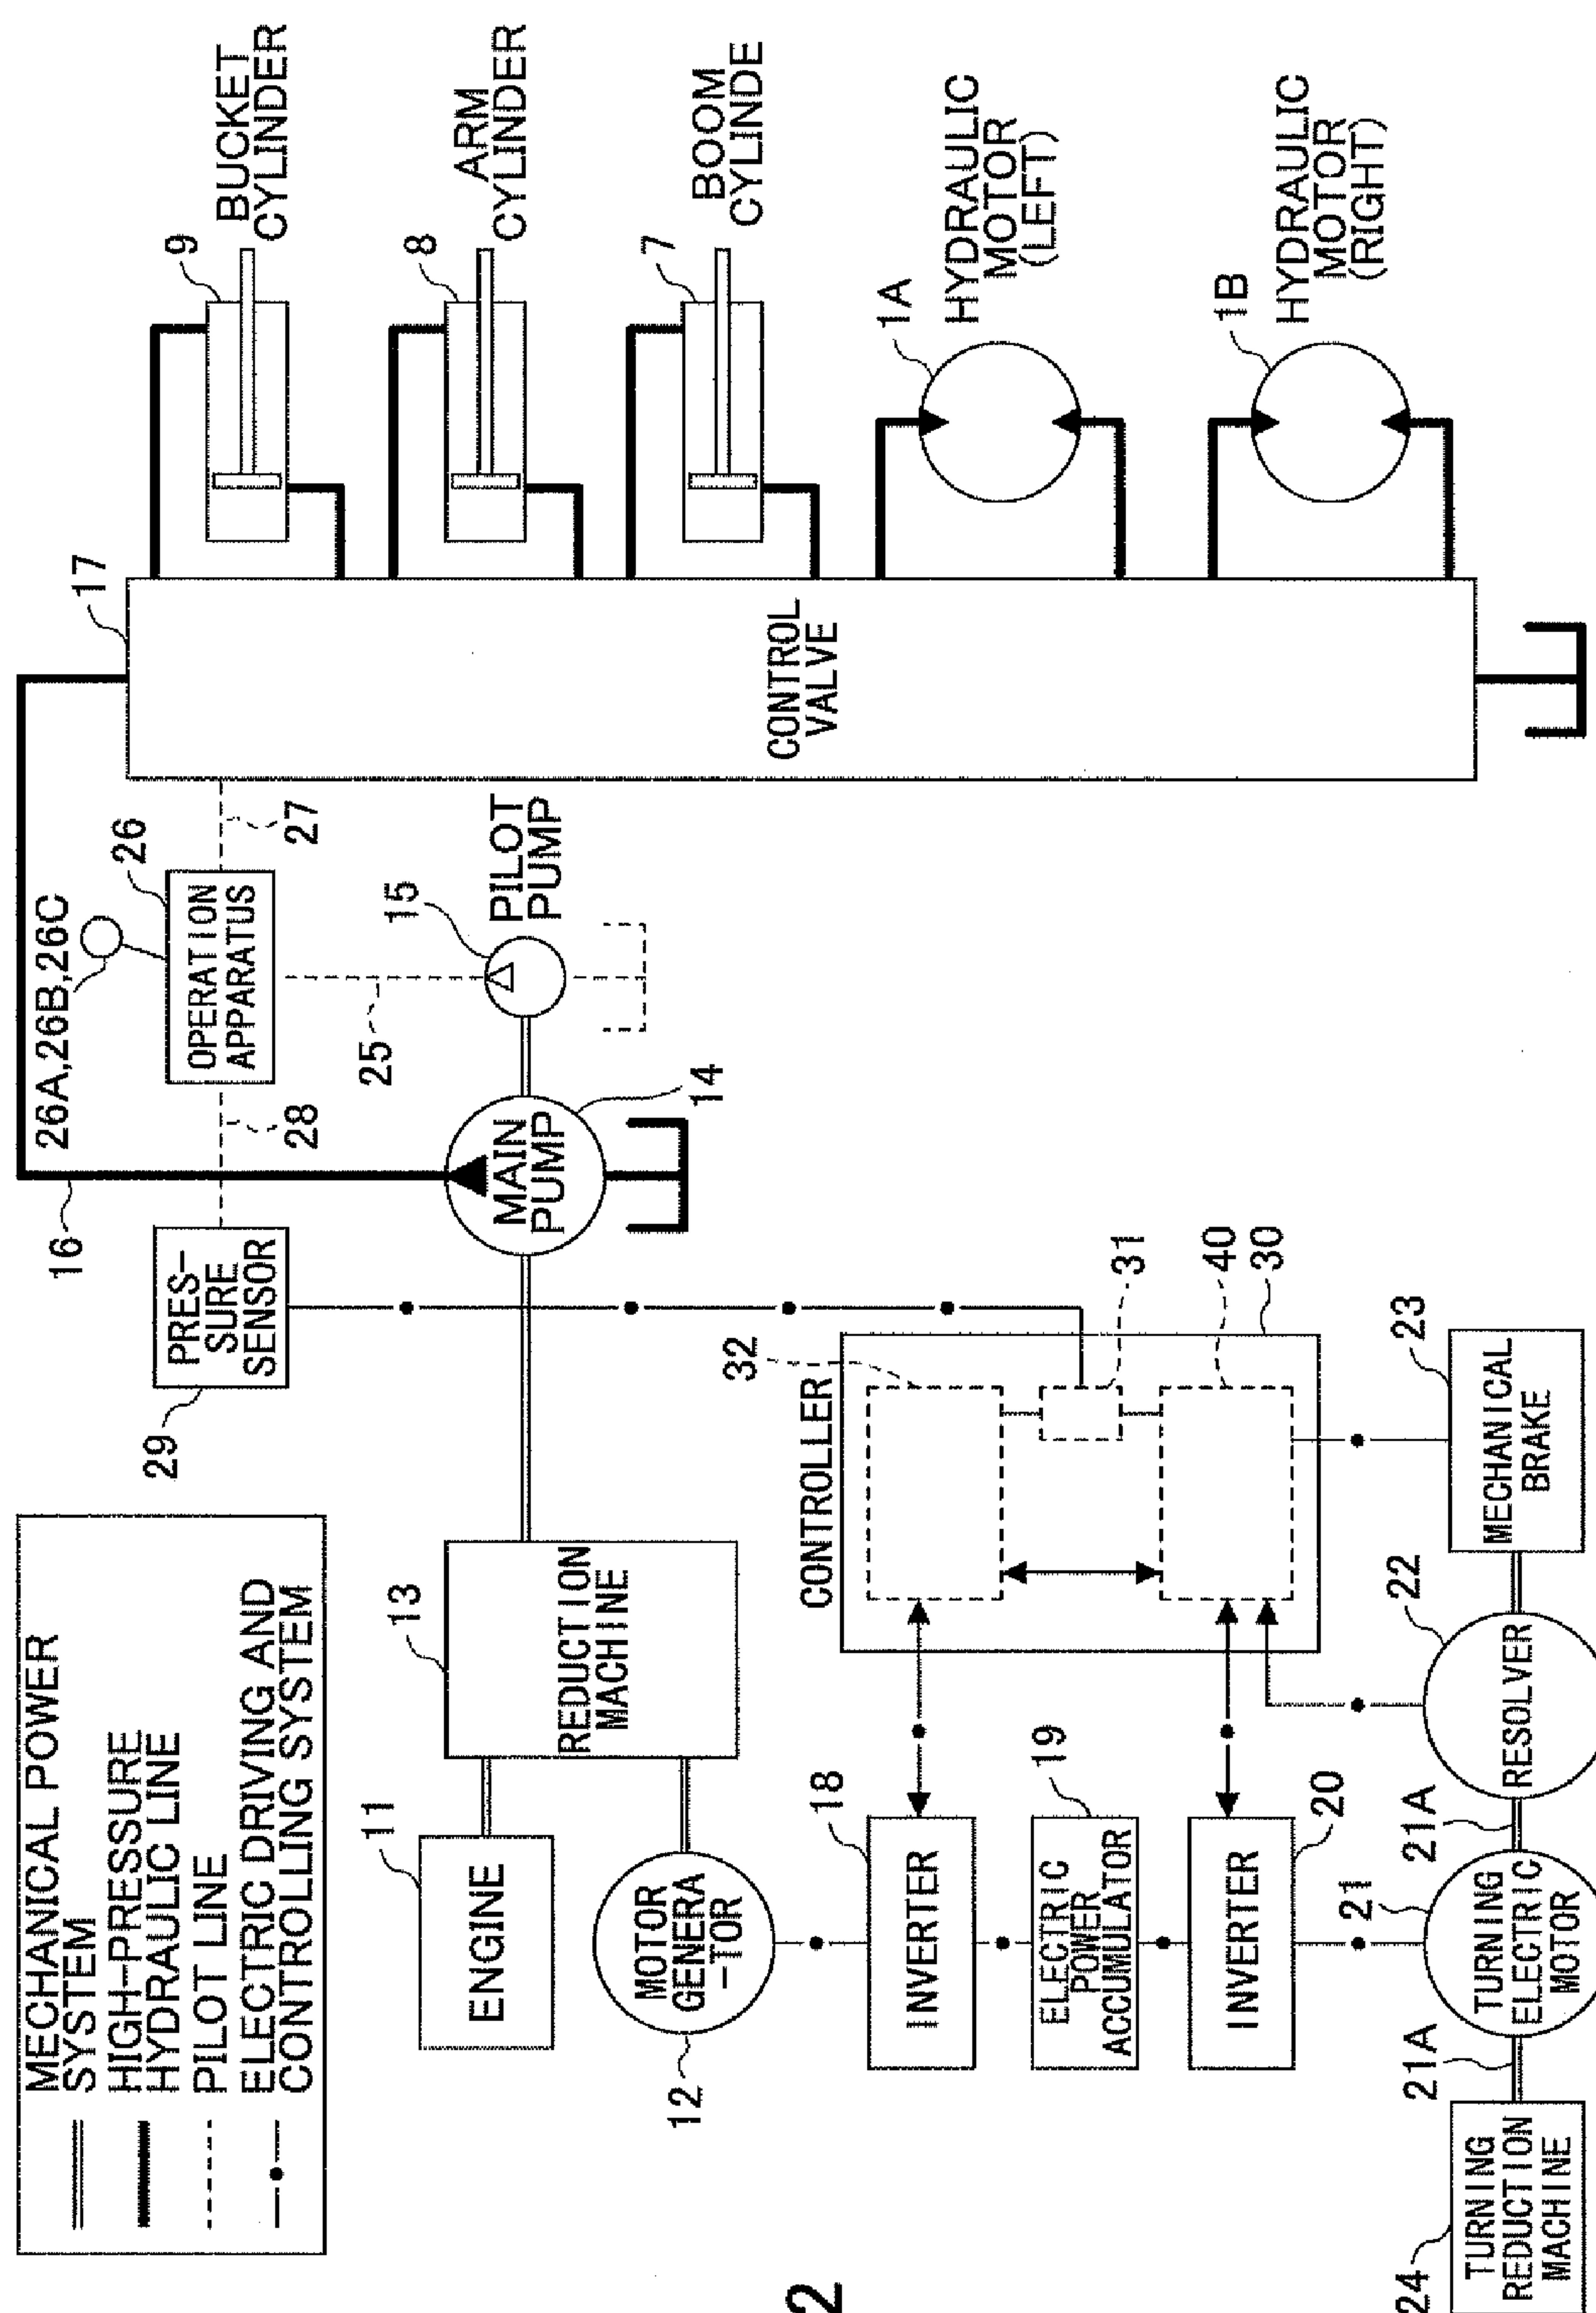 MECHANICAL POWER
SYSTEM
HIGH-PRESSURE
HYDRAULIC LINE
PILOT LINE
ELECTRIC DRIVING AND
CONTROLLING SYSTEM
29
PRES-
SURE
SENSOR
16
28
26A,26B,26C
26
OPERATION
APPARATUS
27
17
CONTROL
VALVE
9
BUCKET
CYLINDER
8
ARM
CYLINDER
7
BOOM
CYLINDE
1A
HYDRAULIC
MOTOR
(LEFT)
1B
HYDRAULIC
MOTOR
(RIGHT)
25
15
PILOT
PUMP
MAIN
PUMP
14
13
REDUCTION
MACHINE
11
ENGINE
MOTOR
GENERA
-TOR
12
CONTROLLER
32
31
40
30
18
INVERTER
19
ELECTRIC
POWER
ACCUMULATOR
INVERTER
20
24
TURNING
REDUCTION
MACHINE
21A
21
TURNING
ELECTRIC
MOTOR
21A
22
RESOLVER
23
MECHANICAL
BRAKE
2